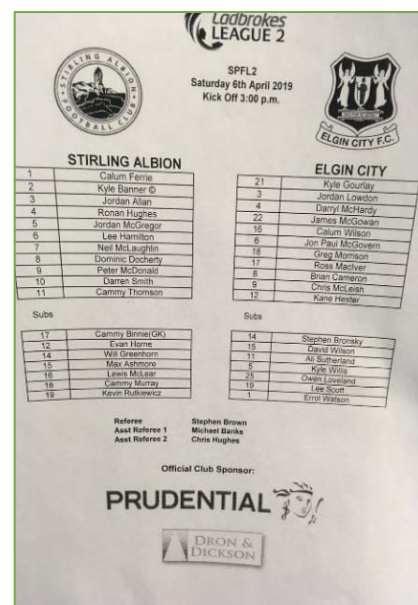 Ladbrokes
LEAGUE 2
SPFL2
Saturday 6th April 2019
Kick Off 3:00 p.m.
STIRLING ALBION
FOOTBALL CLUB
ELGIN CITY F.C.
STIRLING ALBION
1 Calum Ferrie
2 Kyle Banner ©
3 Jordan Allan
4 Ronan Hughes
5 Jordan McGregor
6 Lee Hamilton
7 Neil McLaughlin
8 Dominic Docherty
9 Peter McDonald
10 Darren Smith
11 Cammy Thomson
Subs
17 Cammy Binnie(GK)
12 Evan Horne
14 Will Greenhorn
15 Max Ashmore
16 Lewis McLear
18 Cammy Murray
19 Kevin Rutkiewicz
ELGIN CITY
21 Kyle Gourlay
3 Jordan Lowdon
4 Darryl McHardy
22 James McGowan
16 Calum Wilson
6 Jon Paul McGovern
18 Greg Morrison
17 Ross MacIver
8 Brian Cameron
9 Chris McLeish
12 Kane Hester
Subs
14 Stephen Bronsky
15 David Wilson
11 Ali Sutherland
5 Kyle Willis
25 Owen Loveland
19 Lee Scott
1 Errol Watson
Referee Stephen Brown
Asst Referee 1 Michael Banks
Asst Referee 2 Chris Hughes
Official Club Sponsor:
PRUDENTIAL
DRON &
DICKSON